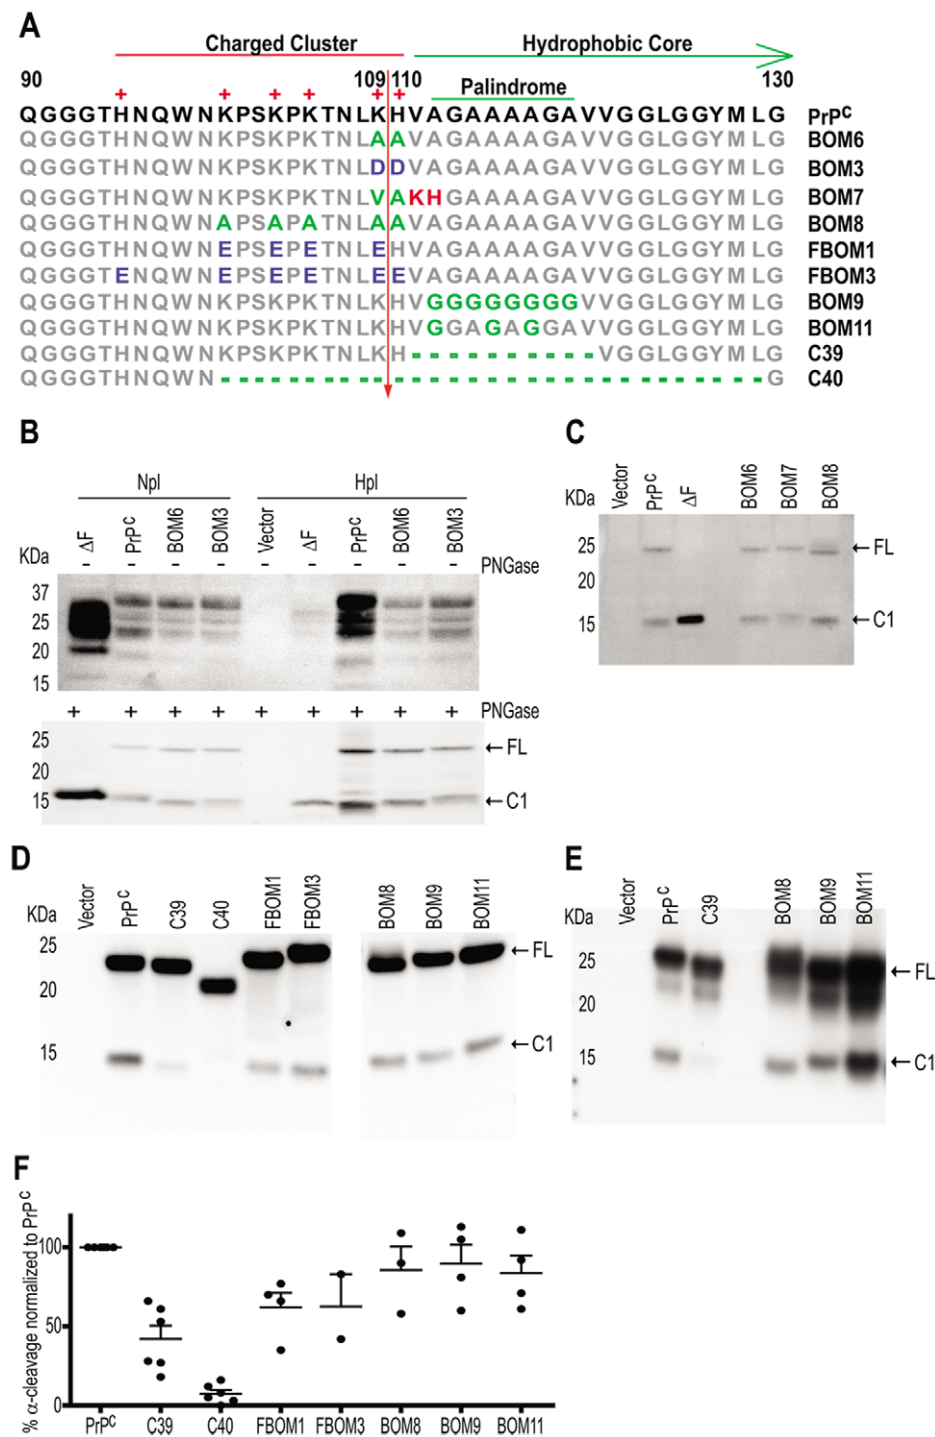 A
Charged Cluster Hydrophobic Core
90 109 110 130
+ + + + + + Palindrome
QGGGTHNQWNKPSKPKTNLKHVAGAAAAGAVVGGLGGYMLG PrPC
QGGGTHNQWNKPSKPKTNLAAVAGAAAAGAVVGGLGGYMLG BOM6
QGGGTHNQWNKPSKPKTNLDDVAGAAAAGAVVGGLGGYMLG BOM3
QGGGTHNQWNKPSKPKTNLVAKHGAAAAGAVVGGLGGYMLG BOM7
QGGGTHNQWNAPSAPATNLAAVAGAAAAGAVVGGLGGYMLG BOM8
QGGGTHNQWNEPSEPETNLEHVAGAAAAGAVVGGLGGYMLG FBOM1
QGGGTENQWNEPSEPETNLEEVAGAAAAGAVVGGLGGYMLG FBOM3
QGGGTHNQWNKPSKPKTNLKHVGGGGGGGGGVVGGLGGYMLG BOM9
QGGGTHNQWNKPSKPKTNLKHVGGAGAGGAVVGGLGGYMLG BOM11
QGGGTHNQWNKPSKPKTNLKH-----------VGGLGGYMLG C39
QGGGTHNQWN--------------------------------G C40
B
Npl Hpl
KDa ΔF PrPC BOM6 BOM3 Vector ΔF PrPC BOM6 BOM3
- - - - - - - - - PNGase
37
25
20
15
+ + + + + + + + + PNGase
25 ←FL
20
15 ←C1
C
KDa Vector PrPC ΔF BOM6 BOM7 BOM8
25 ←FL
20
15 ←C1
D
KDa Vector PrPC C39 C40 FBOM1 FBOM3 BOM8 BOM9 BOM11
25 ←FL
20
15 ←C1
E
KDa Vector PrPC C39 BOM8 BOM9 BOM11
25 ←FL
20
15 ←C1
F
% α-cleavage normalized to PrPC
100
50
0
PrPC C39 C40 FBOM1 FBOM3 BOM8 BOM9 BOM11